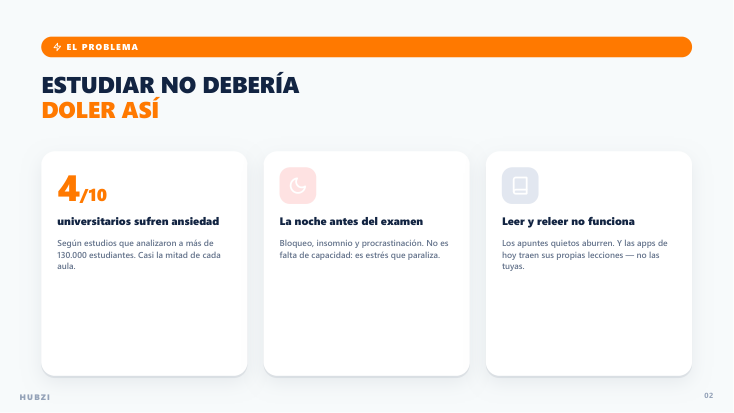 EL PROBLEMA
ESTUDIAR NO DEBERÍA
DOLER ASÍ
4/10
universitarios sufren ansiedad
Según estudios que analizaron a más de
130.000 estudiantes. Casi la mitad de cada
aula.
La noche antes del examen
Bloqueo, insomnio y procrastinación. No es
falta de capacidad: es estrés que paraliza.
Leer y releer no funciona
Los apuntes quietos aburren. Y las apps de
hoy traen sus propias lecciones — no las
tuyas.
HUBZI
02